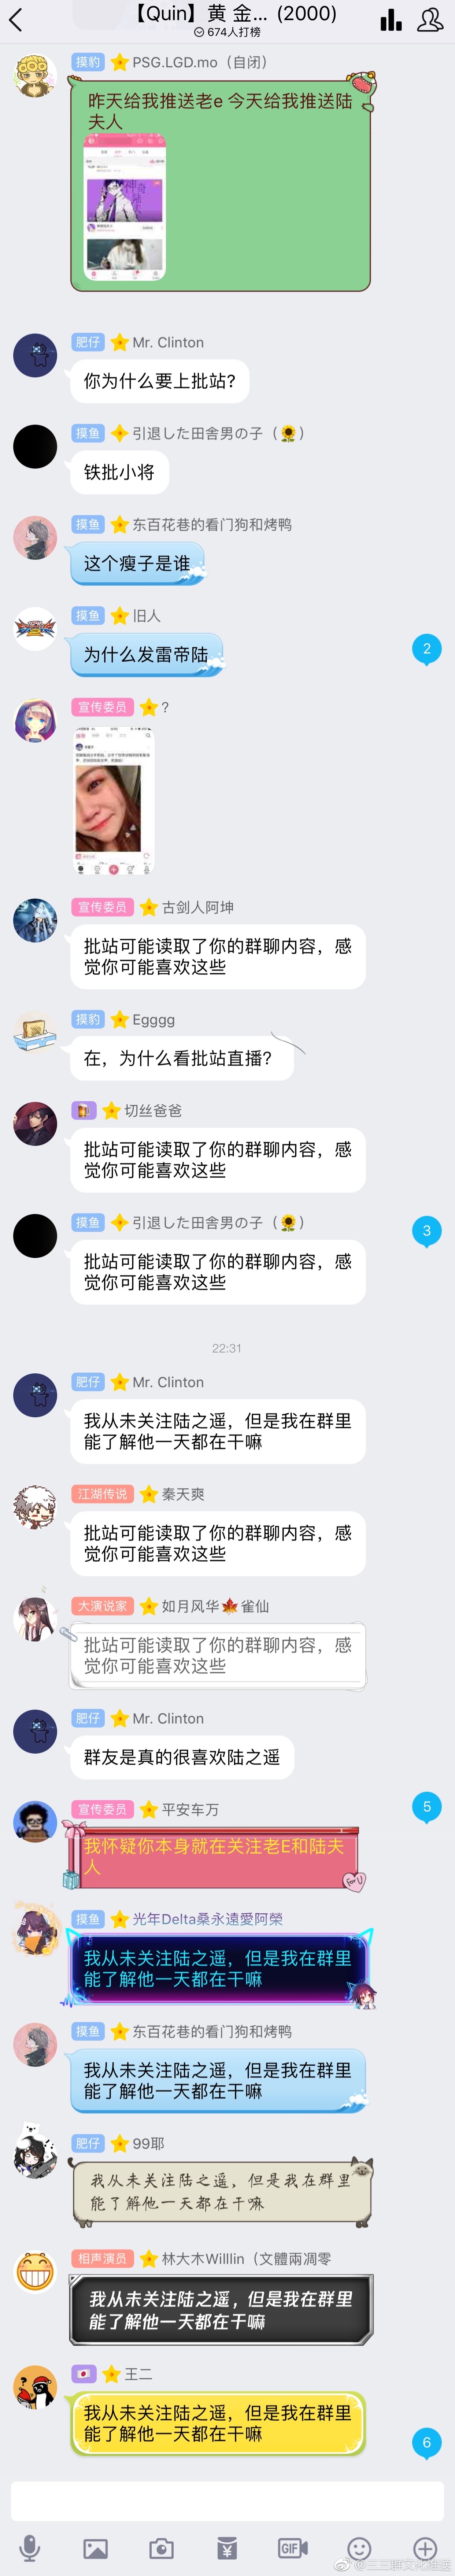 【Quin】黄 金... (2000)
674人打榜
摸豹 PSG.LGD.mo（自闭）
昨天给我推送老e 今天给我推送陆
夫人
肥仔 Mr. Clinton
你为什么要上批站?
摸鱼 引退した田舎男の子（🌻）
铁批小将
摸鱼 东百花巷的看门狗和烤鸭
这个瘦子是谁
摸鱼 旧人
为什么发雷帝陆
2
宣传委员 ?
宣传委员 古剑人阿坤
批站可能读取了你的群聊内容，感
觉你可能喜欢这些
摸豹 Egggg
在，为什么看批站直播?
🍺 切丝爸爸
批站可能读取了你的群聊内容，感
觉你可能喜欢这些
摸鱼 引退した田舎男の子（🌻）
3
批站可能读取了你的群聊内容，感
觉你可能喜欢这些
22:31
肥仔 Mr. Clinton
我从未关注陆之遥，但是我在群里
能了解他一天都在干嘛
江湖传说 秦天爽
批站可能读取了你的群聊内容，感
觉你可能喜欢这些
大演说家 如月风华🍁雀仙
批站可能读取了你的群聊内容，感
觉你可能喜欢这些
肥仔 Mr. Clinton
群友是真的很喜欢陆之遥
5
宣传委员 平安车万
我怀疑你本身就在关注老E和陆夫
人
for U
摸鱼 光年Delta桑永遠愛阿榮
我从未关注陆之遥，但是我在群里
能了解他一天都在干嘛
摸鱼 东百花巷的看门狗和烤鸭
我从未关注陆之遥，但是我在群里
能了解他一天都在干嘛
肥仔 99耶
我从未关注陆之遥，但是我在群里
能了解他一天都在干嘛
相声演员 林大木Willlin（文體兩凋零
我从未关注陆之遥，但是我在群里
能了解他一天都在干嘛
🇯🇵 王二
我从未关注陆之遥，但是我在群里
能了解他一天都在干嘛
6
GIF
@三三群文化推送